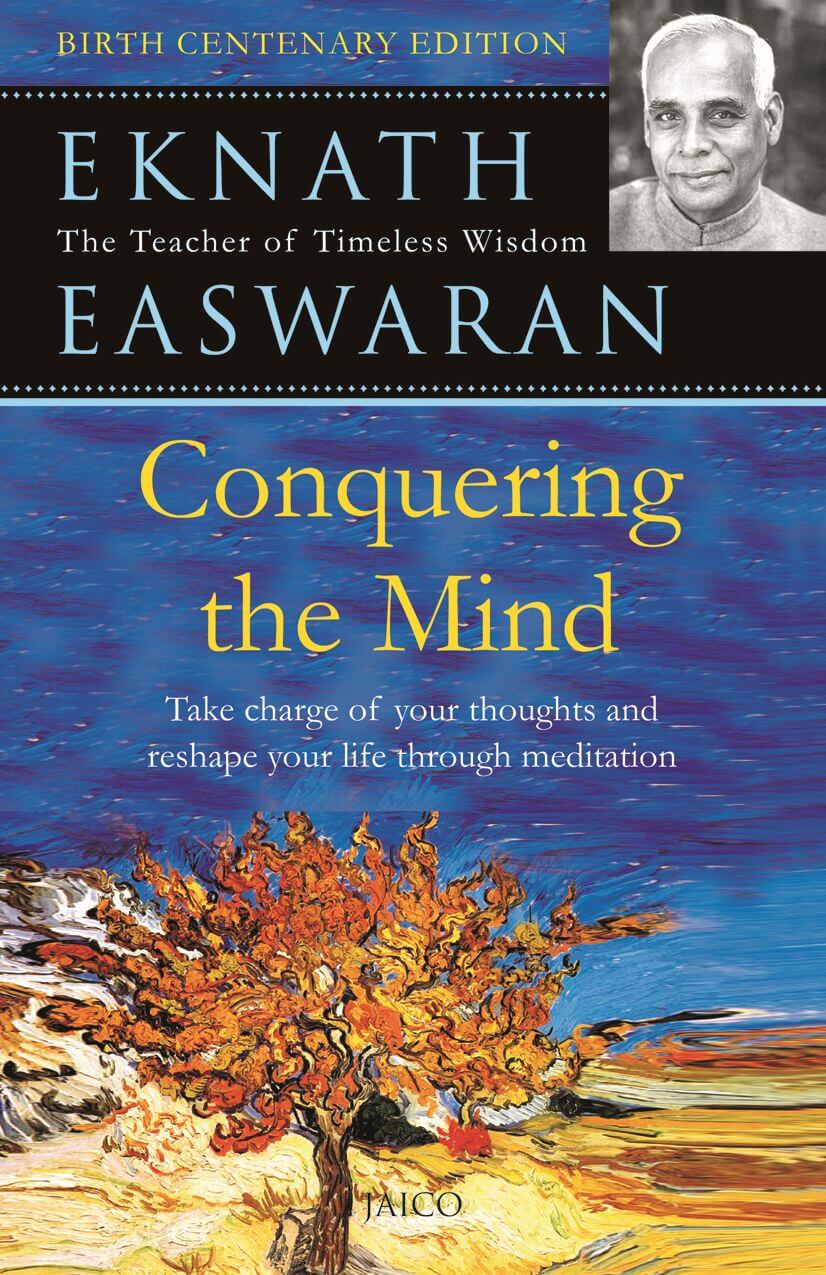 BIRTH CENTENARY EDITION
EKNATH
The Teacher of Timeless Wisdom
EASWARAN
Conquering
the Mind
Take charge of your thoughts and
reshape your life through meditation
JAICO